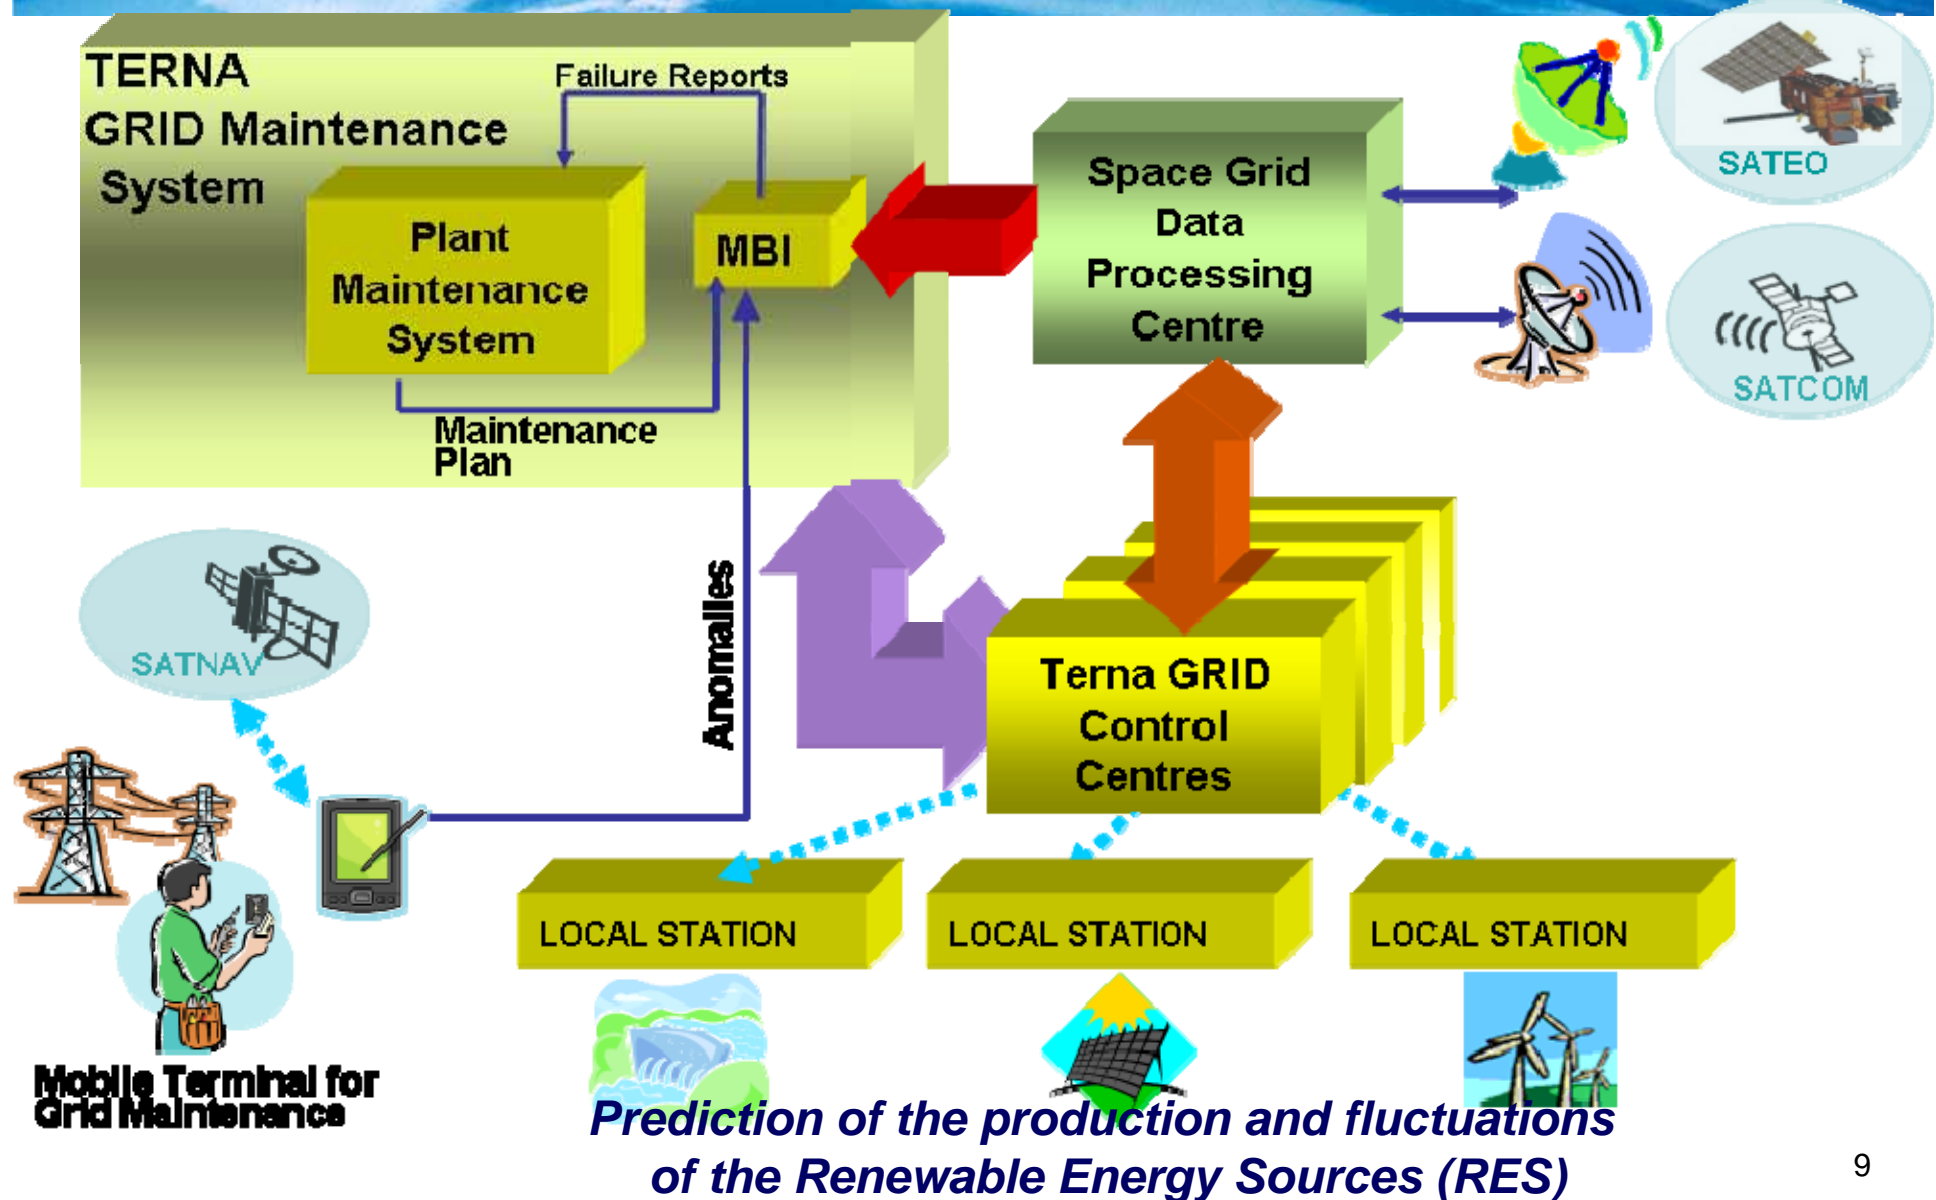 TERNA
GRID Maintenance
System
Failure Reports
Plant
Maintenance
System
MBI
Maintenance
Plan
Space Grid
Data
Processing
Centre
SATEO
SATCOM
SATNAV
Anomalies
Terna GRID
Control
Centres
LOCAL STATION
LOCAL STATION
LOCAL STATION
Mobile Terminal for
Grid Maintenance
Prediction of the production and fluctuations
of the Renewable Energy Sources (RES)
9